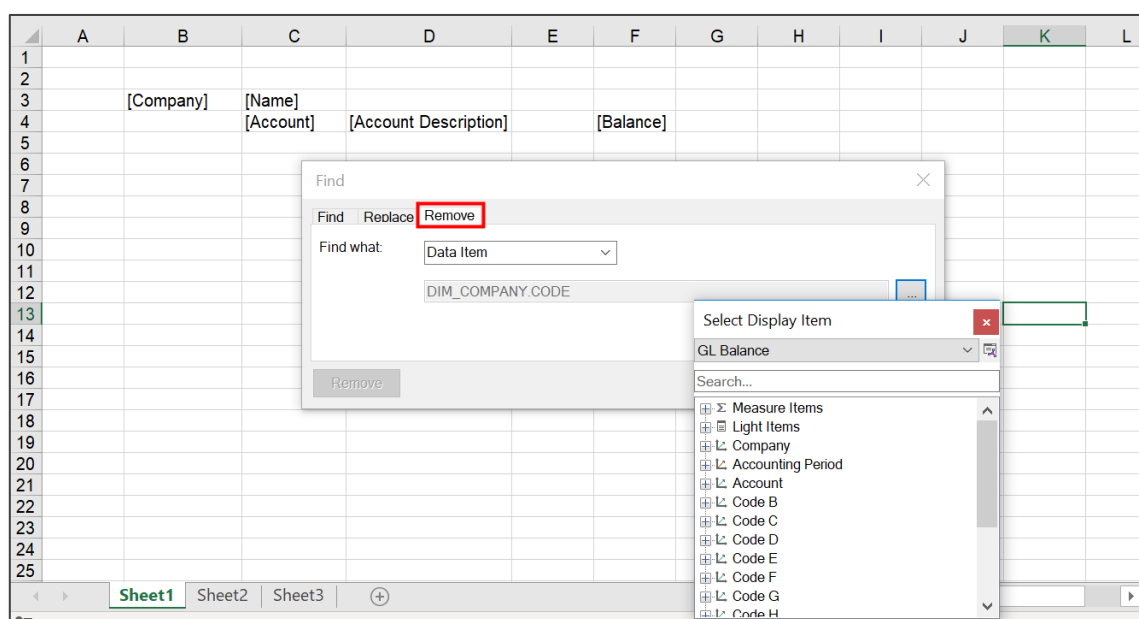 A B C D E F G H I J K L
1
2
3 [Company] [Name]
4 [Account] [Account Description] [Balance]
5
6
7
8
9
10
11
12
13
14
15
16
17
18
19
20
21
22
23
24
25
Find
Find Replace Remove
Find what: Data Item
DIM_COMPANY.CODE ...
Remove
Select Display Item
GL Balance
Search...
Σ Measure Items
Light Items
Company
Accounting Period
Account
Code B
Code C
Code D
Code E
Code F
Code G
Code H
Sheet1 Sheet2 Sheet3